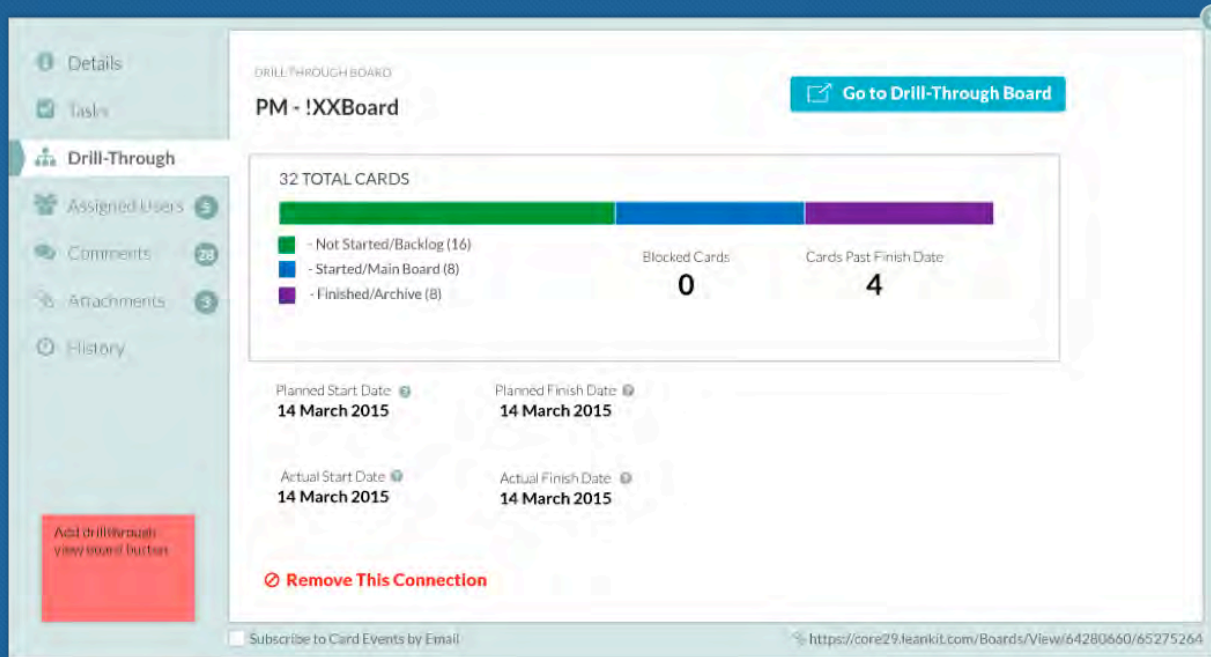 Details
Tasks
Drill-Through
Assigned Users 5
Comments 28
Attachments 3
History
Add drillthrough
view board button
DRILL THROUGH BOARD
PM - !XXBoard
Go to Drill-Through Board
32 TOTAL CARDS
- Not Started/Backlog (16)
- Started/Main Board (8)
- Finished/Archive (8)
Blocked Cards
0
Cards Past Finish Date
4
Planned Start Date ?
14 March 2015
Planned Finish Date ?
14 March 2015
Actual Start Date ?
14 March 2015
Actual Finish Date ?
14 March 2015
Remove This Connection
Subscribe to Card Events by Email
https://core29.leankit.com/Boards/View/64280660/65275264